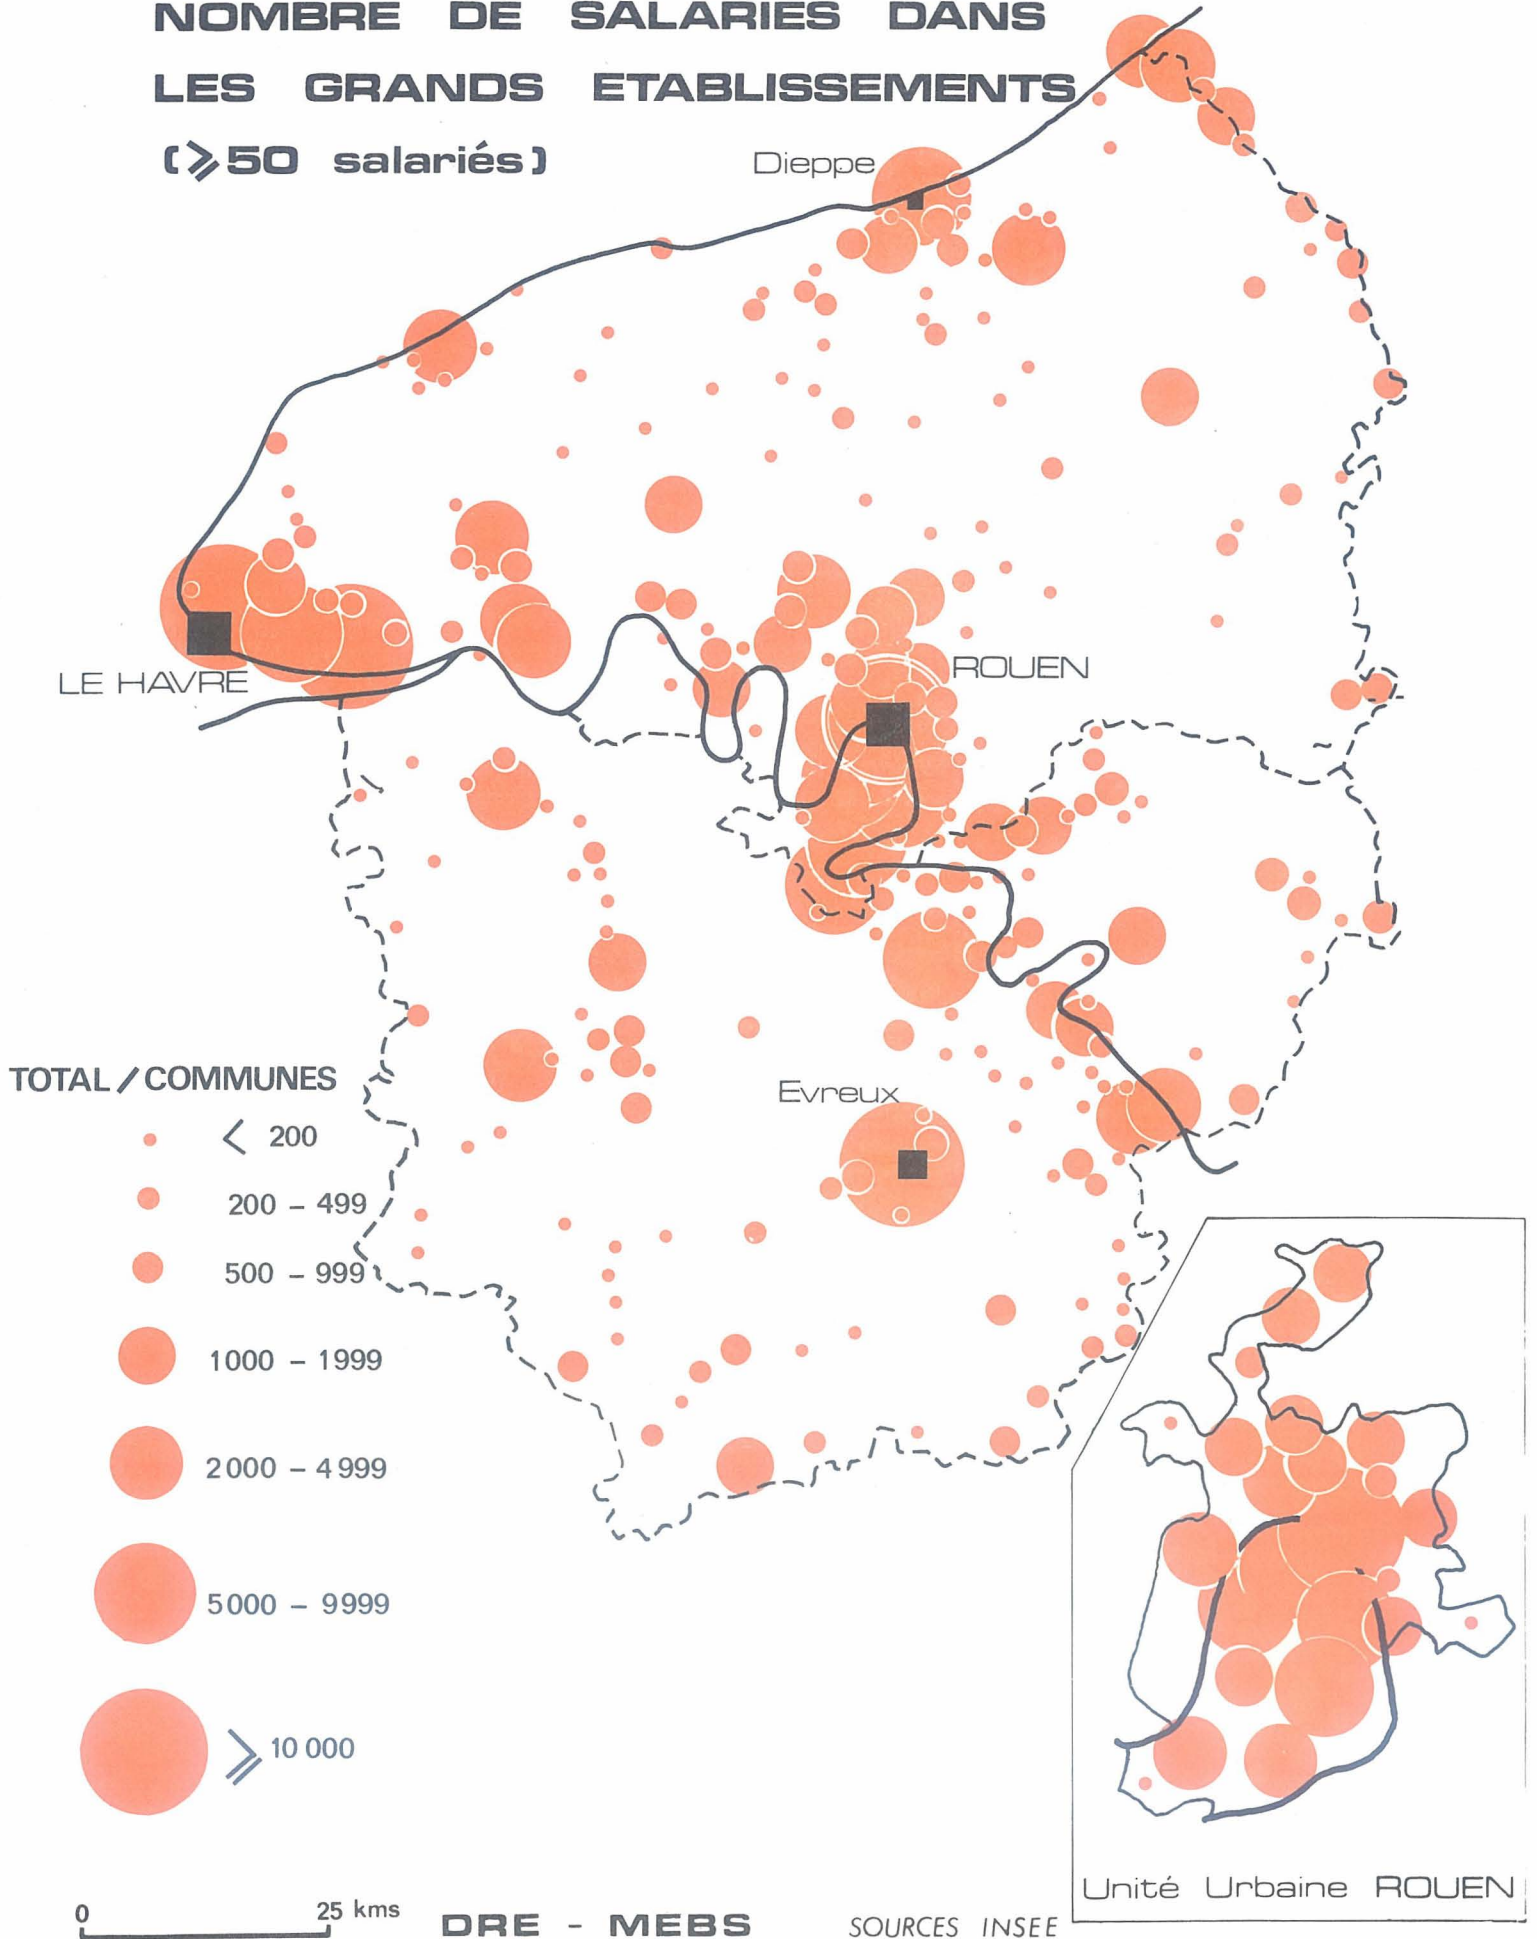 NOMBRE DE SALARIES DANS
LES GRANDS ETABLISSEMENTS
(⩾50 salariés)
Dieppe
LE HAVRE
ROUEN
TOTAL / COMMUNES
< 200
200 – 499
500 – 999
1000 – 1999
2000 – 4999
5000 – 9999
⩾ 10 000
Evreux
Unité Urbaine ROUEN
0 25 kms
DRE - MEBS
SOURCES INSEE